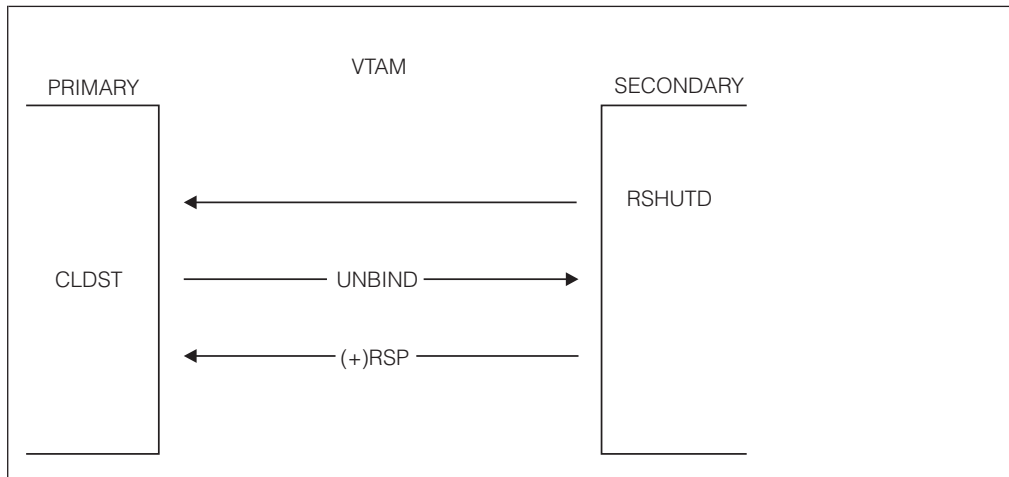 VTAM
PRIMARY
SECONDARY
RSHUTD
CLDST
UNBIND
(+)RSP